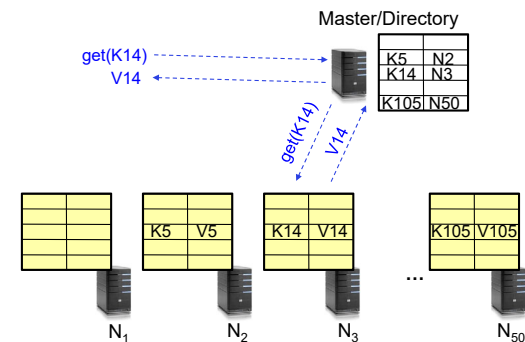 Master/Directory
get(K14)
V14
K5 N2
K14 N3
K105 N50
get(K14)
V14
K5 V5
K14 V14
K105 V105
...
N1
N2
N3
N50